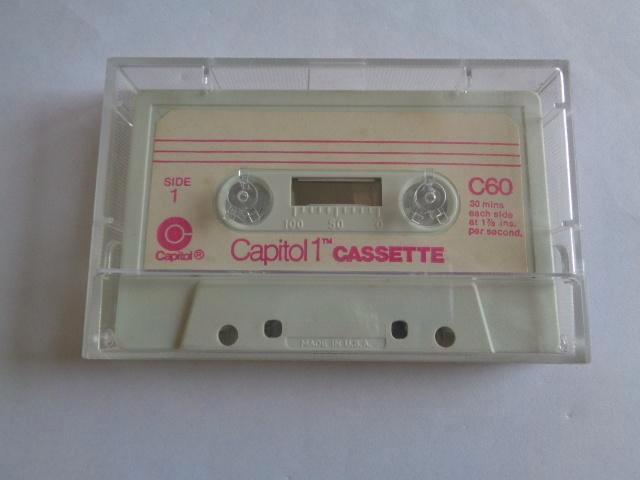 SIDE
1
C60
30 mins
each side
at 1⅞ ins.
per second.
100 50 0
Capitol®
Capitol 1™ CASSETTE
MADE IN U.S.A.